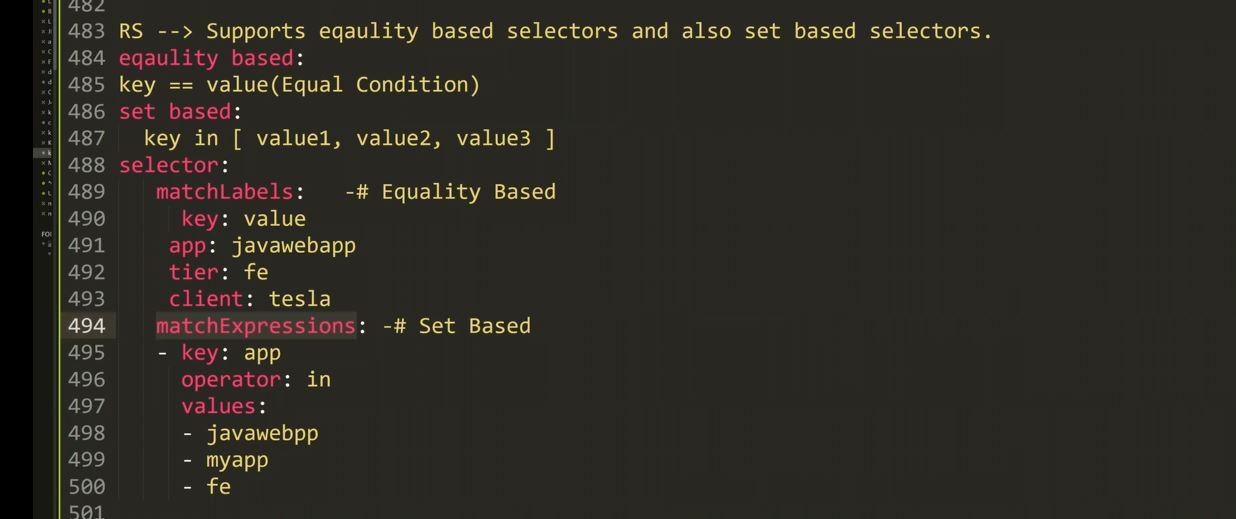 482
483 RS --> Supports eqaulity based selectors and also set based selectors.
484 eqaulity based:
485 key == value(Equal Condition)
486 set based:
487   key in [ value1, value2, value3 ]
488 selector:
489    matchLabels:   -# Equality Based
490      key: value
491     app: javawebapp
492     tier: fe
493     client: tesla
494    matchExpressions: -# Set Based
495    - key: app
496      operator: in
497      values:
498      - javawebpp
499      - myapp
500      - fe
501